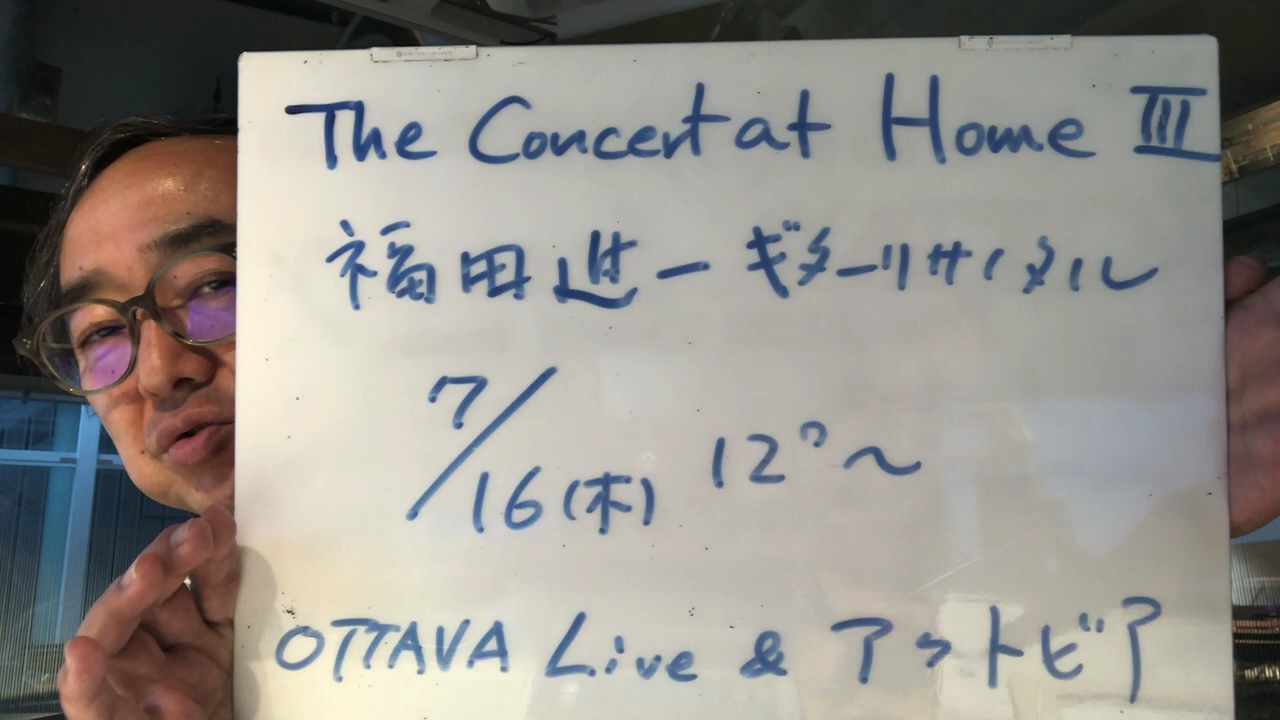 The Concert at Home III
福田進一 ギターリサイタル
7/16(木) 12°~
OTTAVA Live & アットビア